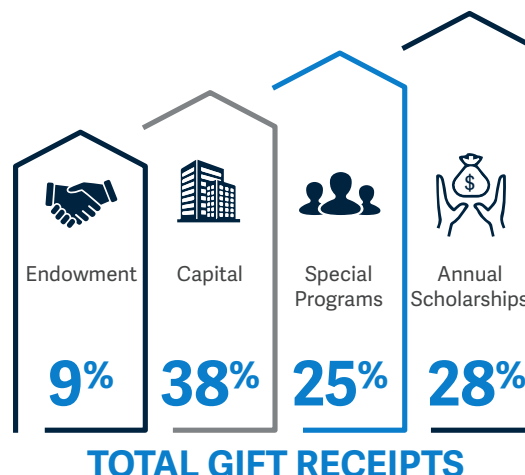 $
Endowment
Capital
Special
Programs
Annual
Scholarships
9%
38%
25%
28%
TOTAL GIFT RECEIPTS